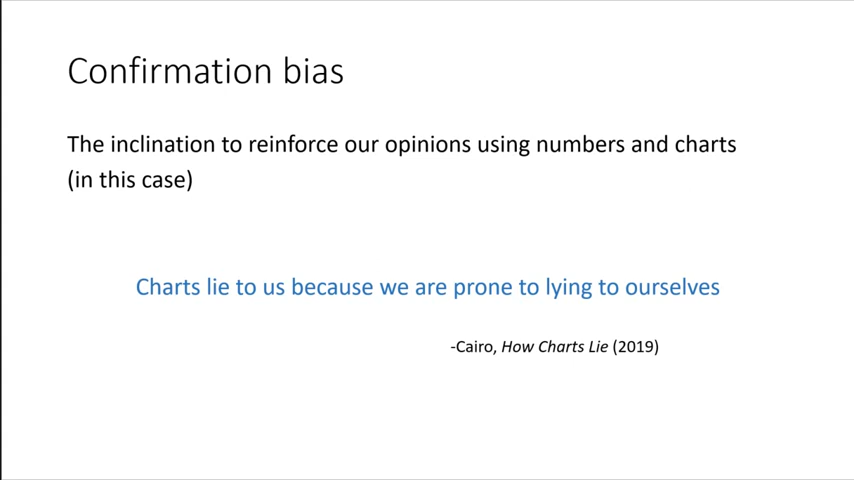 Confirmation bias
The inclination to reinforce our opinions using numbers and charts
(in this case)
Charts lie to us because we are prone to lying to ourselves
-Cairo, How Charts Lie (2019)